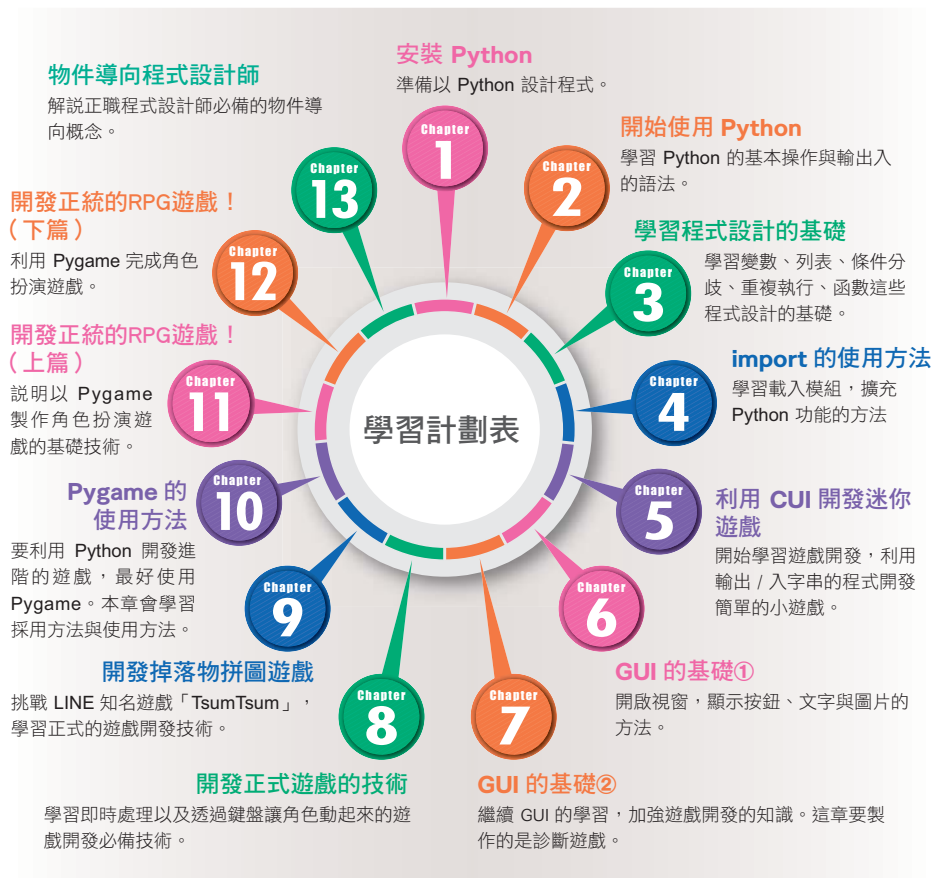 學習計劃表
Chapter
1
安裝 Python
準備以 Python 設計程式。
Chapter
2
開始使用 Python
學習 Python 的基本操作與輸出入
的語法。
Chapter
3
學習程式設計的基礎
學習變數、列表、條件分
歧、重複執行、函數這些
程式設計的基礎。
Chapter
4
import 的使用方法
學習載入模組,擴充
Python 功能的方法
Chapter
5
利用 CUI 開發迷你
遊戲
開始學習遊戲開發,利用
輸出 / 入字串的程式開發
簡單的小遊戲。
Chapter
6
GUI 的基礎①
開啟視窗,顯示按鈕、文字與圖片的
方法。
Chapter
7
GUI 的基礎②
繼續 GUI 的學習,加強遊戲開發的知識。這章要製
作的是診斷遊戲。
Chapter
8
開發正式遊戲的技術
學習即時處理以及透過鍵盤讓角色動起來的遊
戲開發必備技術。
Chapter
9
開發掉落物拼圖遊戲
挑戰 LINE 知名遊戲「TsumTsum」,
學習正式的遊戲開發技術。
Chapter
10
Pygame 的
使用方法
要利用 Python 開發進
階的遊戲,最好使用
Pygame。本章會學習
採用方法與使用方法。
Chapter
11
開發正統的RPG遊戲!
(上篇)
說明以 Pygame
製作角色扮演遊
戲的基礎技術。
Chapter
12
開發正統的RPG遊戲!
(下篇)
利用 Pygame 完成角色
扮演遊戲。
Chapter
13
物件導向程式設計師
解說正職程式設計師必備的物件導
向概念。